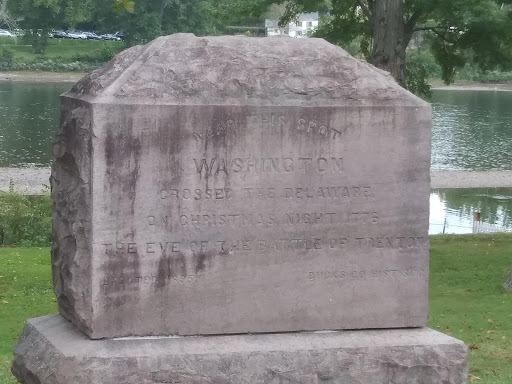 NEAR THIS SPOT
WASHINGTON
CROSSED THE DELAWARE
ON CHRISTMAS NIGHT 1776
THE EVE OF THE BATTLE OF TRENTON
BUCKS CO HIST SOC